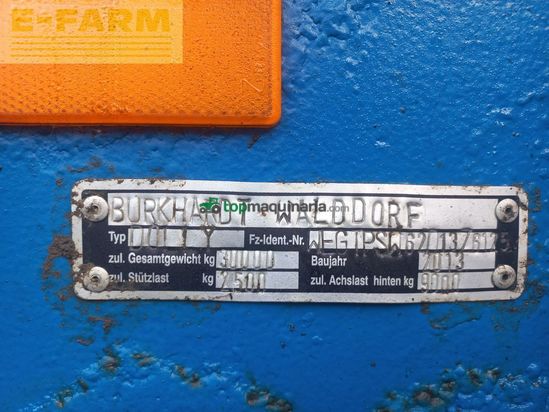 E-FARM
BURKHARDT WALDDORF
topmaquinaria.com
Typ DOLLY Fz-Ident.-Nr.
zul. Gesamtgewicht kg 30000 Baujahr 2013
zul. Stützlast kg 2500 zul. Achslast hinten kg 9000